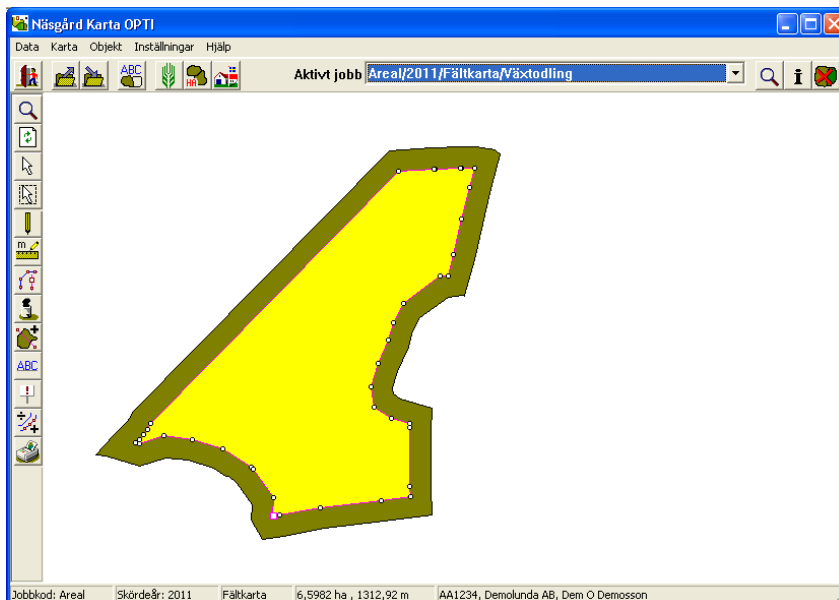 Näsgård Karta OPTI
Data Karta Objekt Inställningar Hjälp
ABC HA Aktivt jobb Areal/2011/Fältkarta/Växtodling i
m
ABC
Jobbkod: Areal Skördeår: 2011 Fältkarta 6,5982 ha , 1312,92 m AA1234, Demolunda AB, Dem O Demosson